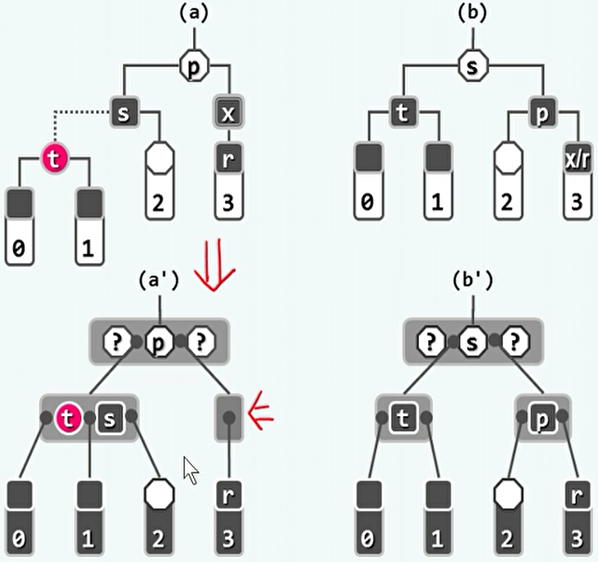 (a) (b)
p s
s x t p
t r x/r
2 3 0 1 2 3
0 1
(a') (b')
? p ? ? s ?
t s t p
r r
0 1 2 3 0 1 2 3